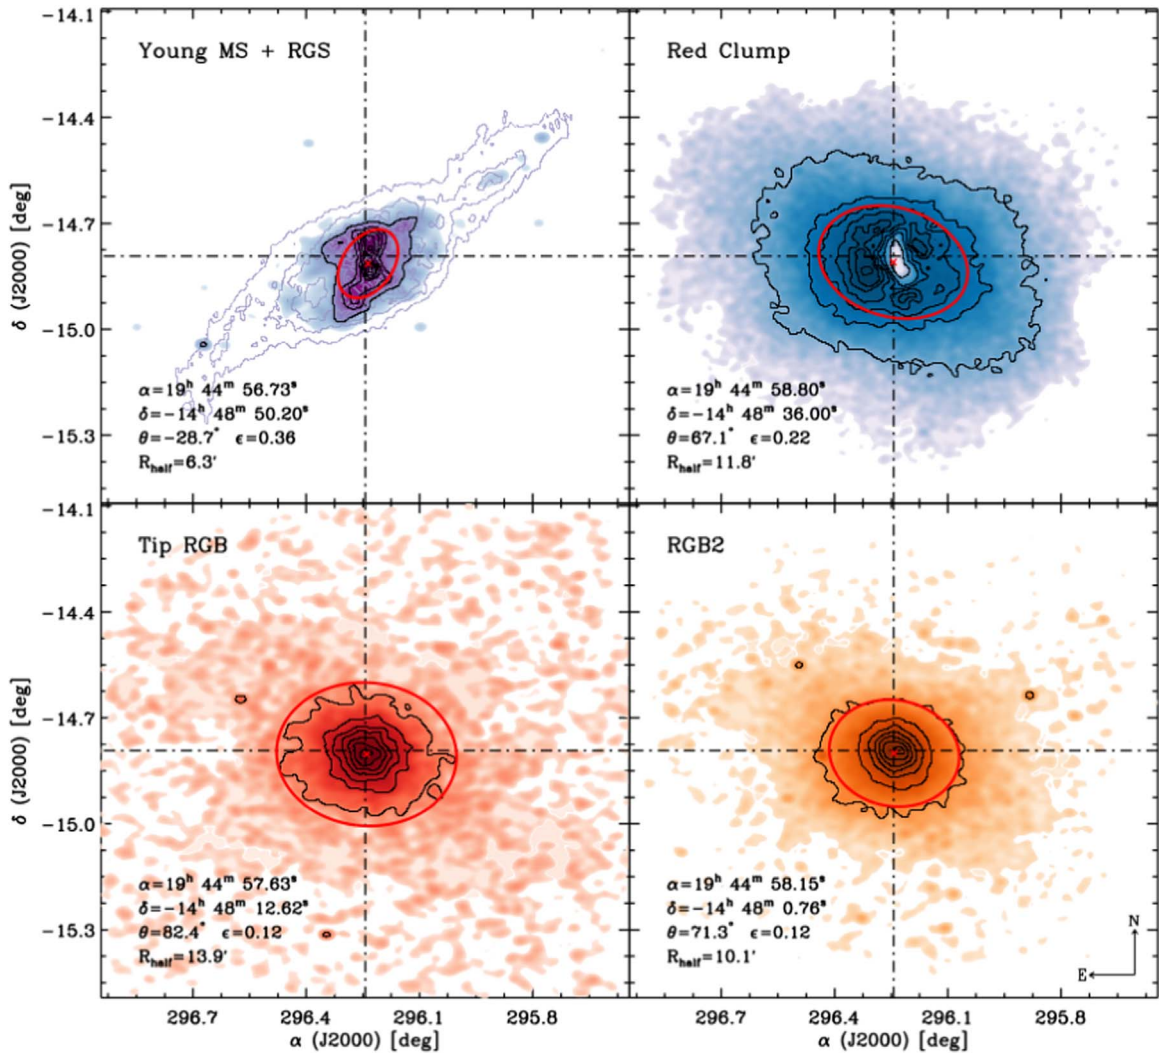 Young MS + RGS
Red Clump
−14.1
−14.4
−14.7
−15.0
−15.3
δ (J2000) [deg]
α=19ʰ 44ᵐ 56.73ˢ
δ=−14ʰ 48ᵐ 50.20ˢ
θ=−28.7° ε=0.36
R_half=6.3′
α=19ʰ 44ᵐ 58.80ˢ
δ=−14ʰ 48ᵐ 36.00ˢ
θ=67.1° ε=0.22
R_half=11.8′
Tip RGB
RGB2
−14.1
−14.4
−14.7
−15.0
−15.3
δ (J2000) [deg]
α=19ʰ 44ᵐ 57.63ˢ
δ=−14ʰ 48ᵐ 12.62ˢ
θ=82.4° ε=0.12
R_half=13.9′
α=19ʰ 44ᵐ 58.15ˢ
δ=−14ʰ 48ᵐ 0.76ˢ
θ=71.3° ε=0.12
R_half=10.1′
N
E
296.7 296.4 296.1 295.8
α (J2000) [deg]
296.7 296.4 296.1 295.8
α (J2000) [deg]